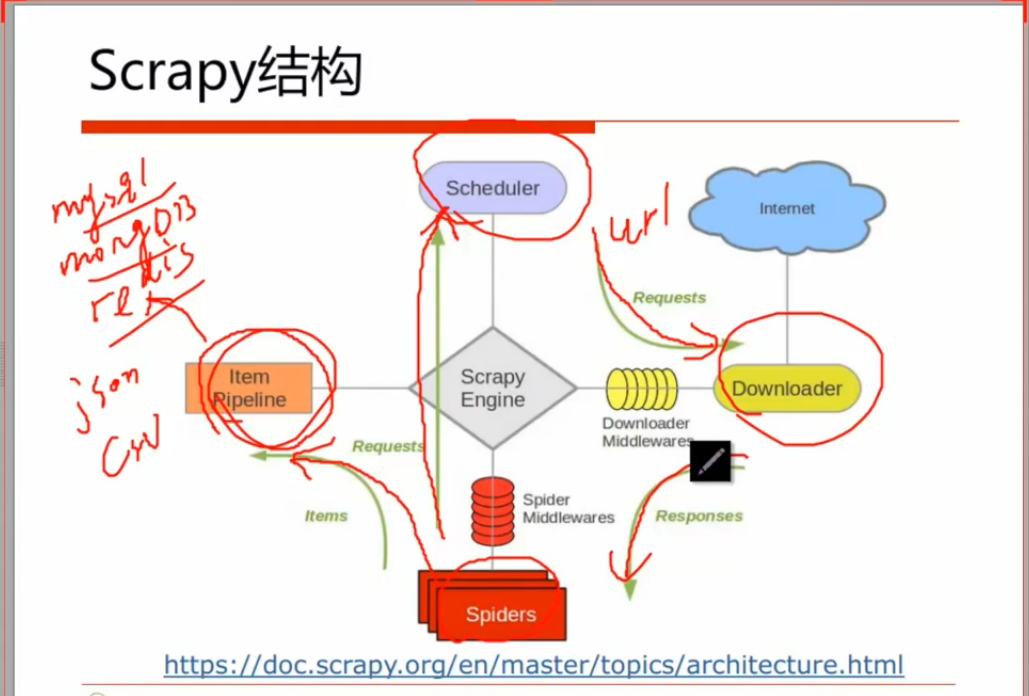 Scrapy结构
Scheduler
Internet
url
mysql
mongoDB
redis
Requests
Item
Pipeline
Scrapy
Engine
Downloader
json
csv
Downloader
Middlewares
Requests
Items
Spider
Middlewares
Responses
Spiders
https://doc.scrapy.org/en/master/topics/architecture.html